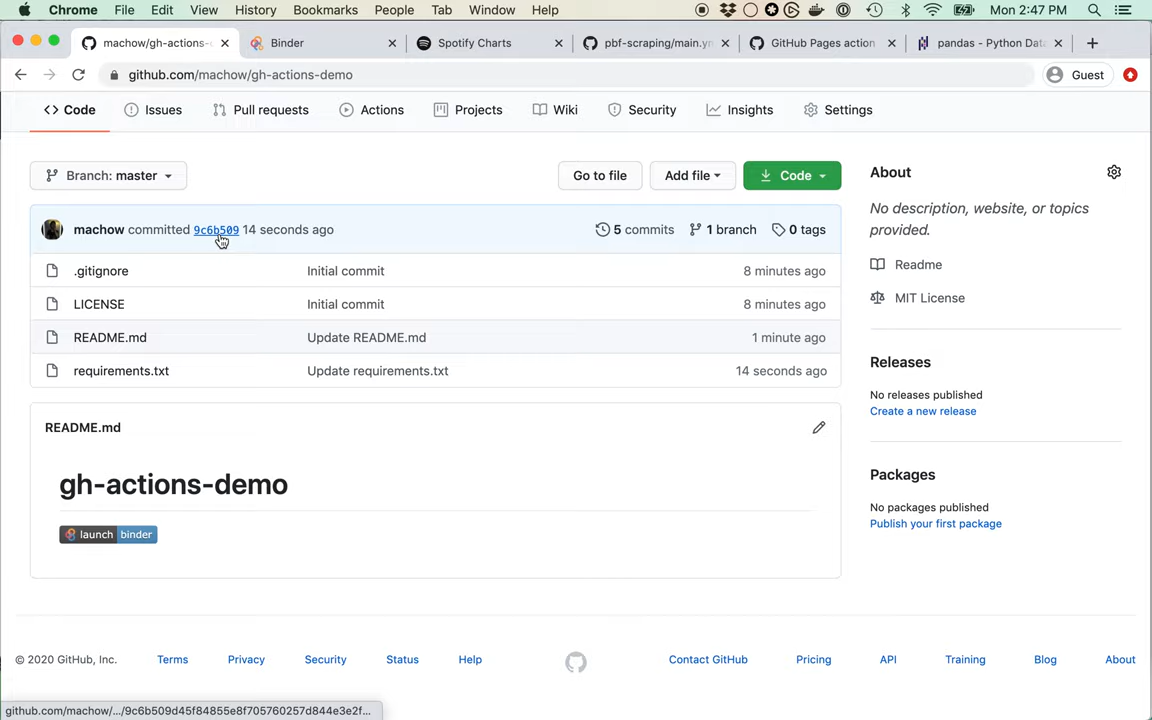 Chrome File Edit View History Bookmarks People Tab Window Help Mon 2:47 PM
machow/gh-actions- Binder Spotify Charts pbf-scraping/main.yn GitHub Pages action pandas - Python Dat
github.com/machow/gh-actions-demo Guest
Code Issues Pull requests Actions Projects Wiki Security Insights Settings
Branch: master Go to file Add file Code
machow committed 9c6b509 14 seconds ago 5 commits 1 branch 0 tags
.gitignore Initial commit 8 minutes ago
LICENSE Initial commit 8 minutes ago
README.md Update README.md 1 minute ago
requirements.txt Update requirements.txt 14 seconds ago
README.md
gh-actions-demo
launch binder
About
No description, website, or topics
provided.
Readme
MIT License
Releases
No releases published
Create a new release
Packages
No packages published
Publish your first package
© 2020 GitHub, Inc. Terms Privacy Security Status Help Contact GitHub Pricing API Training Blog About
github.com/machow/.../9c6b509d45f84855e8f705760257d844e3e2f...